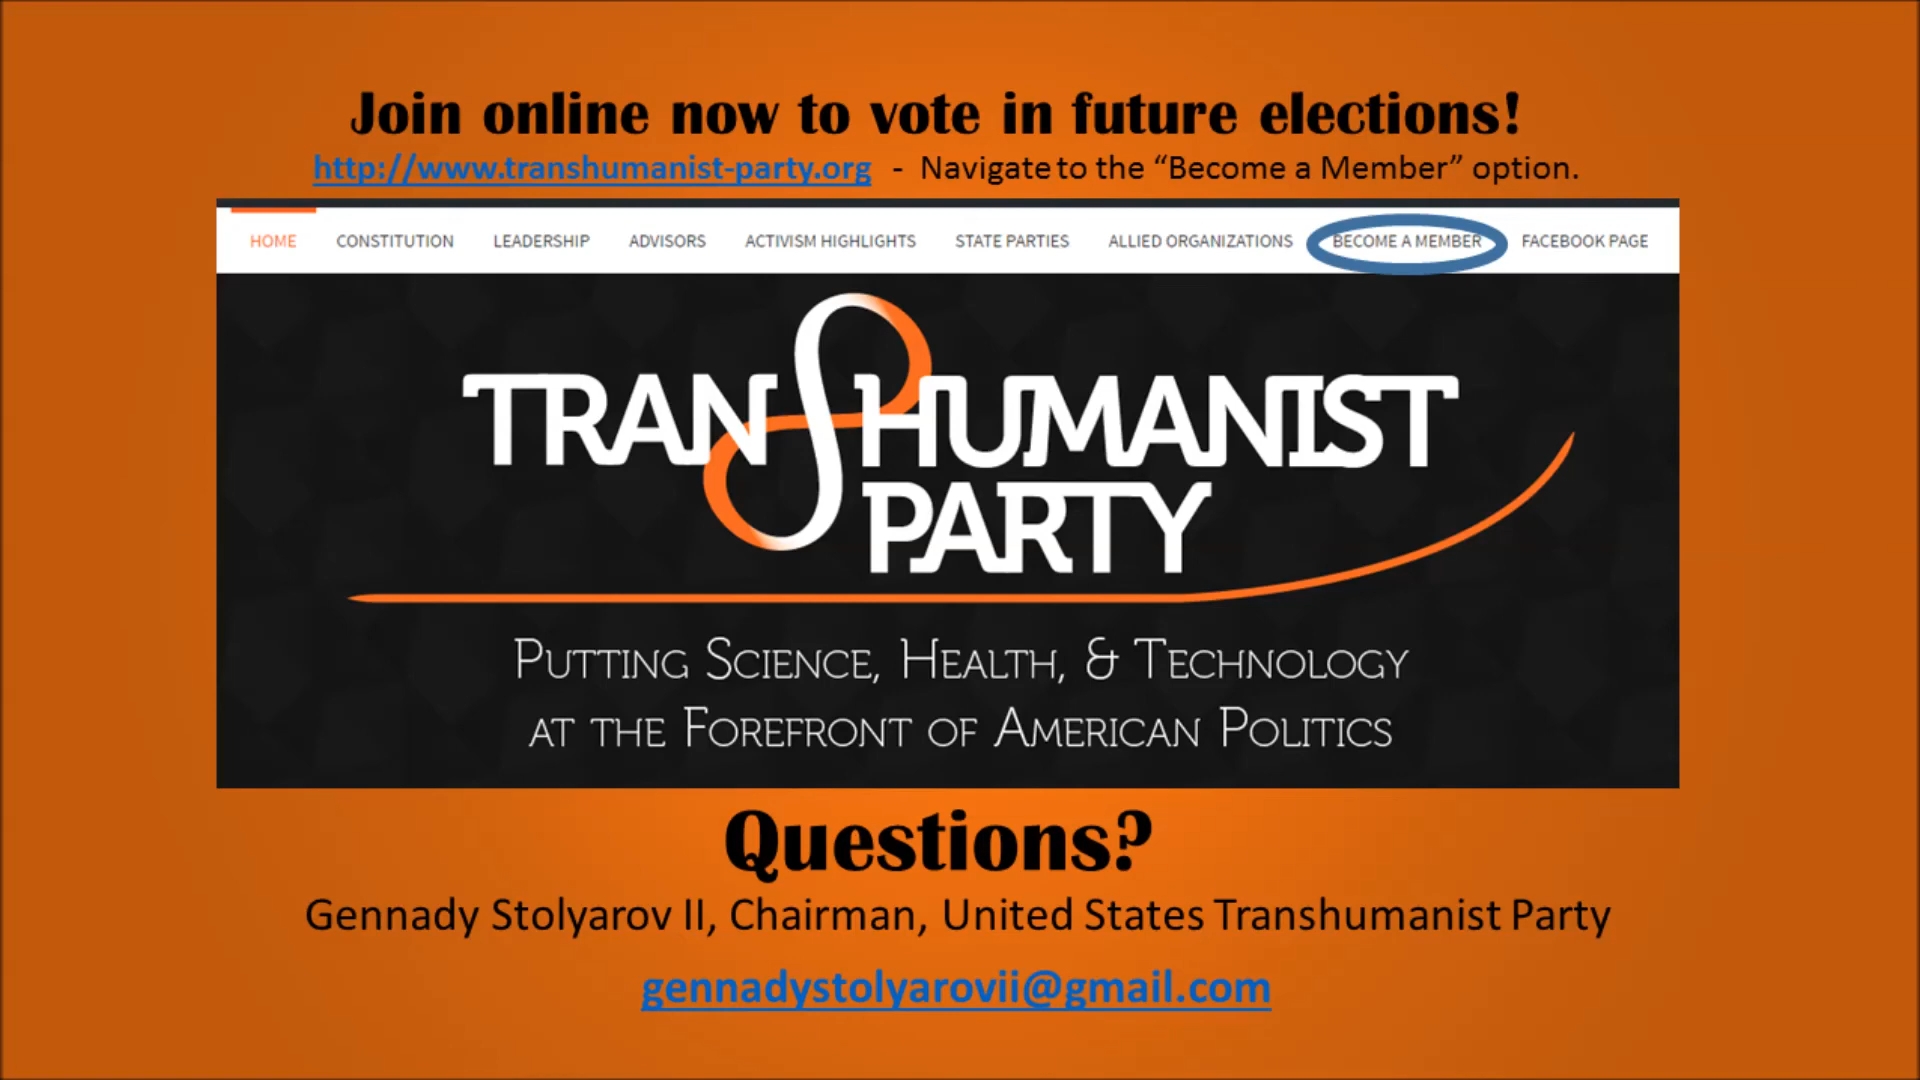 Join online now to vote in future elections!
http://www.transhumanist-party.org - Navigate to the “Become a Member” option.
HOME CONSTITUTION LEADERSHIP ADVISORS ACTIVISM HIGHLIGHTS STATE PARTIES ALLIED ORGANIZATIONS BECOME A MEMBER FACEBOOK PAGE
TRANSHUMANIST
PARTY
PUTTING SCIENCE, HEALTH, & TECHNOLOGY
AT THE FOREFRONT OF AMERICAN POLITICS
Questions?
Gennady Stolyarov II, Chairman, United States Transhumanist Party
gennadystolyarovii@gmail.com